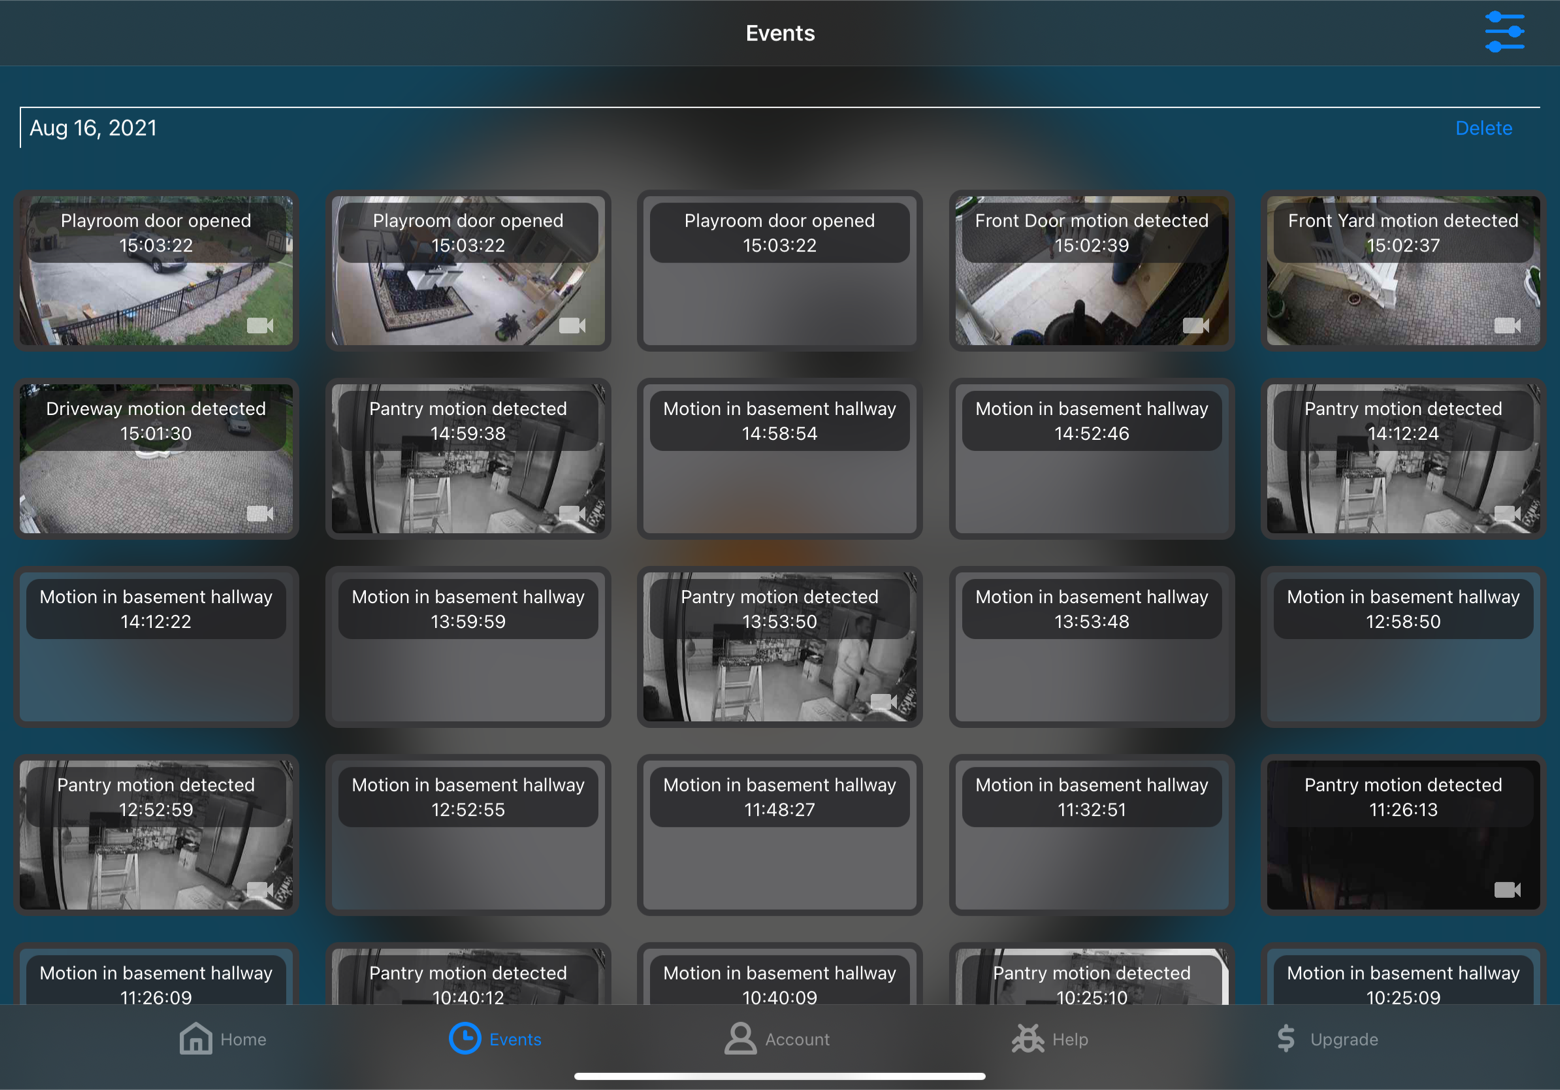 Events
Aug 16, 2021
Delete
Playroom door opened
15:03:22
Playroom door opened
15:03:22
Playroom door opened
15:03:22
Front Door motion detected
15:02:39
Front Yard motion detected
15:02:37
Driveway motion detected
15:01:30
Pantry motion detected
14:59:38
Motion in basement hallway
14:58:54
Motion in basement hallway
14:52:46
Pantry motion detected
14:12:24
Motion in basement hallway
14:12:22
Motion in basement hallway
13:59:59
Pantry motion detected
13:53:50
Motion in basement hallway
13:53:48
Motion in basement hallway
12:58:50
Pantry motion detected
12:52:59
Motion in basement hallway
12:52:55
Motion in basement hallway
11:48:27
Motion in basement hallway
11:32:51
Pantry motion detected
11:26:13
Motion in basement hallway
11:26:09
Pantry motion detected
10:40:12
Motion in basement hallway
10:40:09
Pantry motion detected
10:25:10
Motion in basement hallway
10:25:09
Home
Events
Account
Help
Upgrade